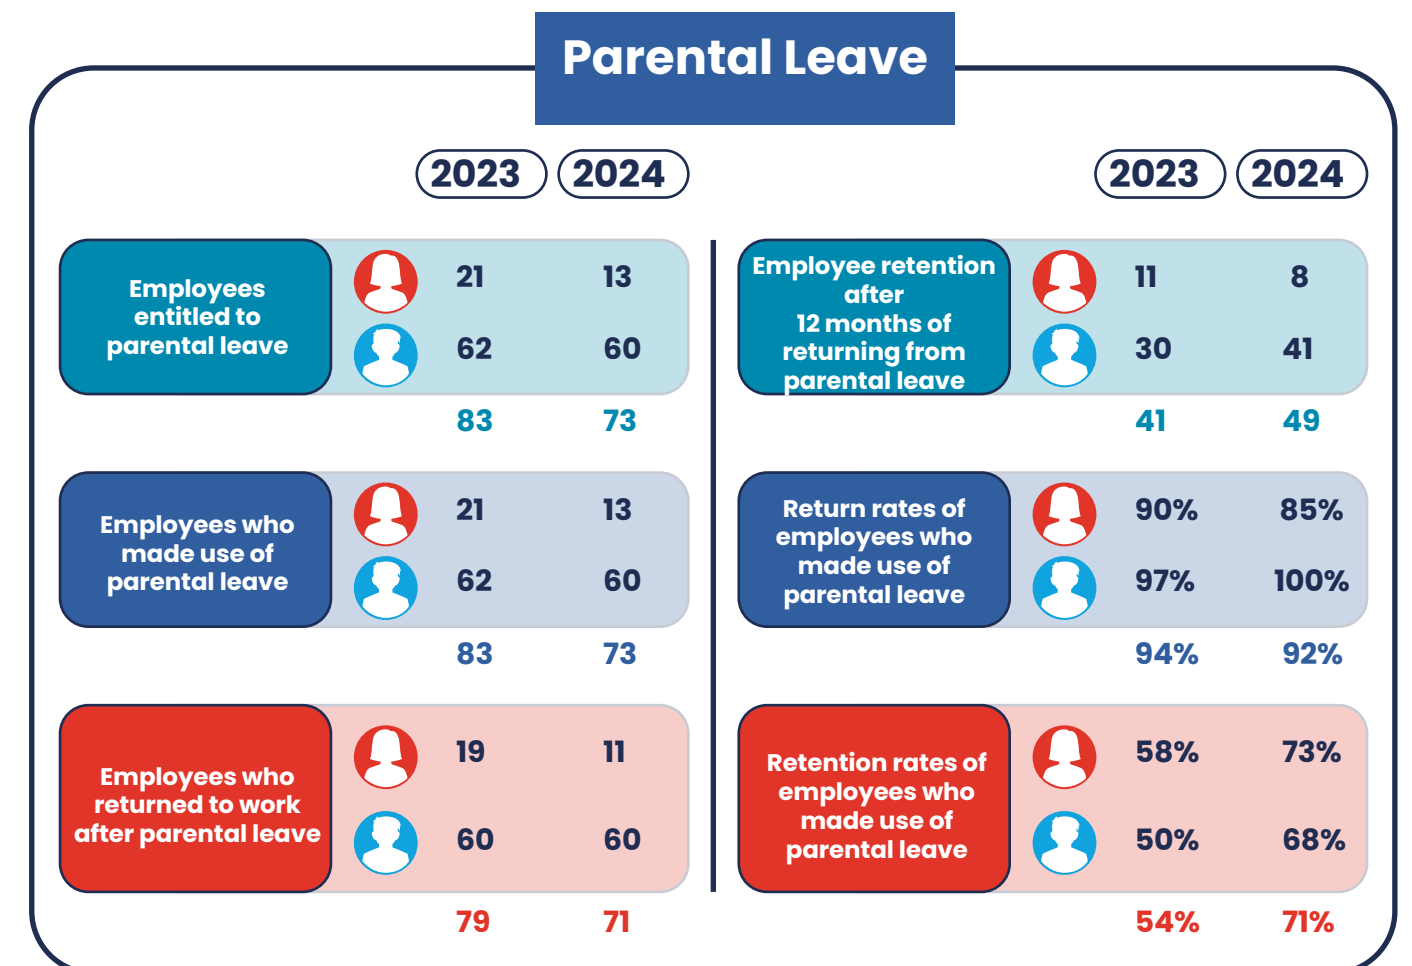 Parental Leave
2023 2024
Employees
entitled to
parental leave
21 13
62 60
83 73
Employees who
made use of
parental leave
21 13
62 60
83 73
Employees who
returned to work
after parental leave
19 11
60 60
79 71
2023 2024
Employee retention
after
12 months of
returning from
parental leave
11 8
30 41
41 49
Return rates of
employees who
made use of
parental leave
90% 85%
97% 100%
94% 92%
Retention rates of
employees who
made use of
parental leave
58% 73%
50% 68%
54% 71%